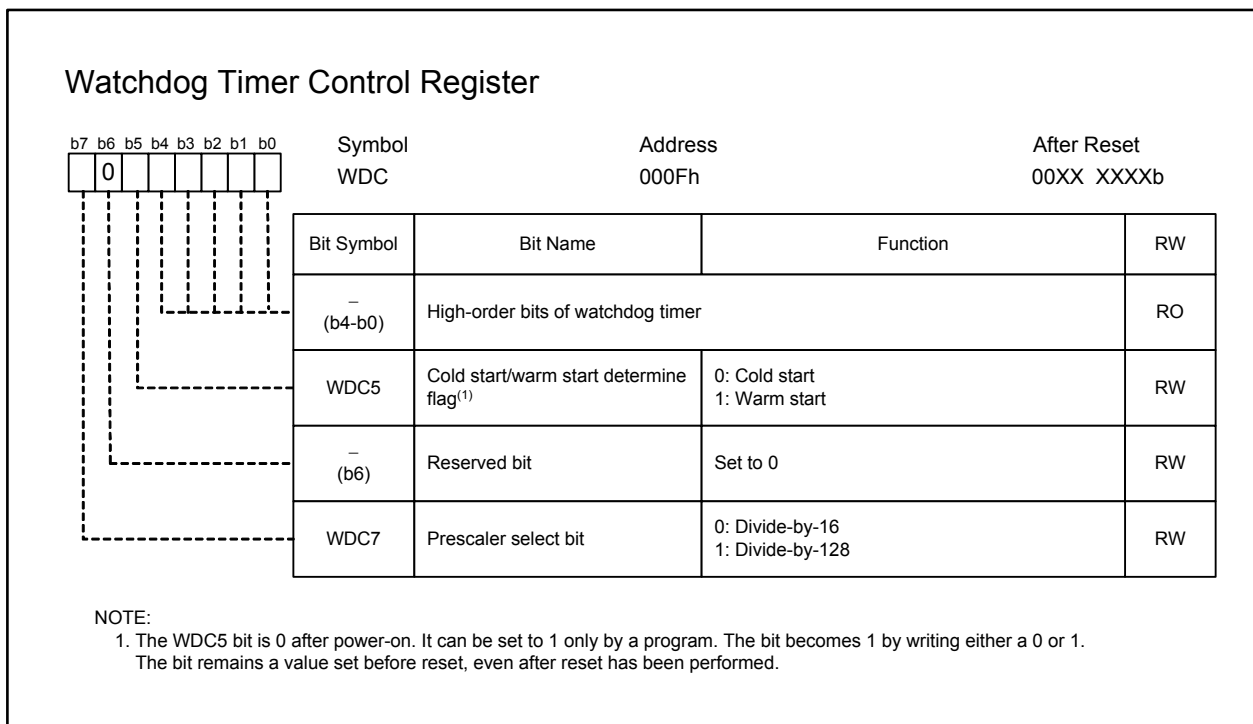 Watchdog Timer Control Register
b7 b6 b5 b4 b3 b2 b1 b0
0
Symbol Address After Reset
WDC 000Fh 00XX XXXXb
Bit Symbol Bit Name Function RW
–
(b4-b0) High-order bits of watchdog timer RO
WDC5 Cold start/warm start determine
flag(1)
0: Cold start
1: Warm start
RW
–
(b6) Reserved bit Set to 0 RW
WDC7 Prescaler select bit
0: Divide-by-16
1: Divide-by-128
RW
NOTE:
1. The WDC5 bit is 0 after power-on. It can be set to 1 only by a program. The bit becomes 1 by writing either a 0 or 1.
The bit remains a value set before reset, even after reset has been performed.